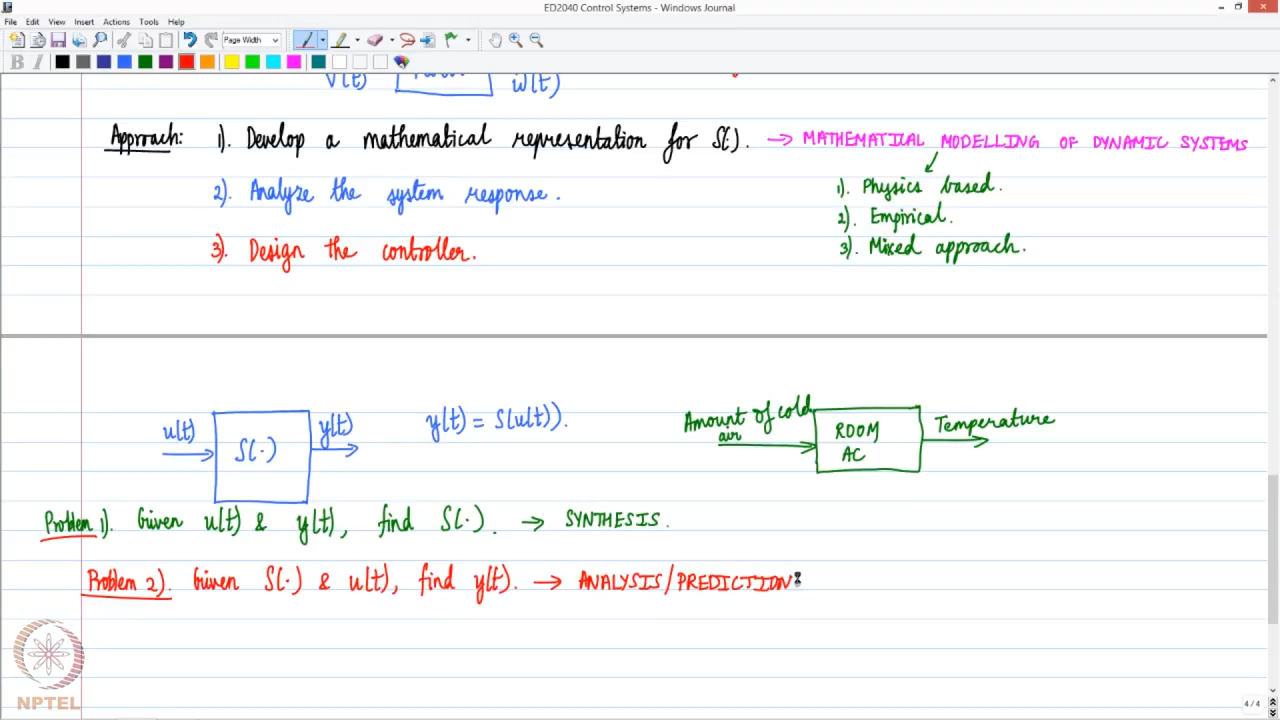 ED2040 Control Systems - Windows Journal
File Edit View Insert Actions Tools Help
Page Width
B I
V(t) ω(t)
Approach: 1). Develop a mathematical representation for S(·). → MATHEMATICAL MODELLING OF DYNAMIC SYSTEMS
1). Physics based.
2). Analyze the system response.
2). Empirical.
3). Design the controller.
3). Mixed approach.
u(t) S(·) y(t) y(t) = S(u(t)).
Amount of cold air ROOM AC Temperature
Problem 1). Given u(t) & y(t), find S(·). → SYNTHESIS.
Problem 2). Given S(·) & u(t), find y(t). → ANALYSIS/PREDICTION
NPTEL
4 / 4